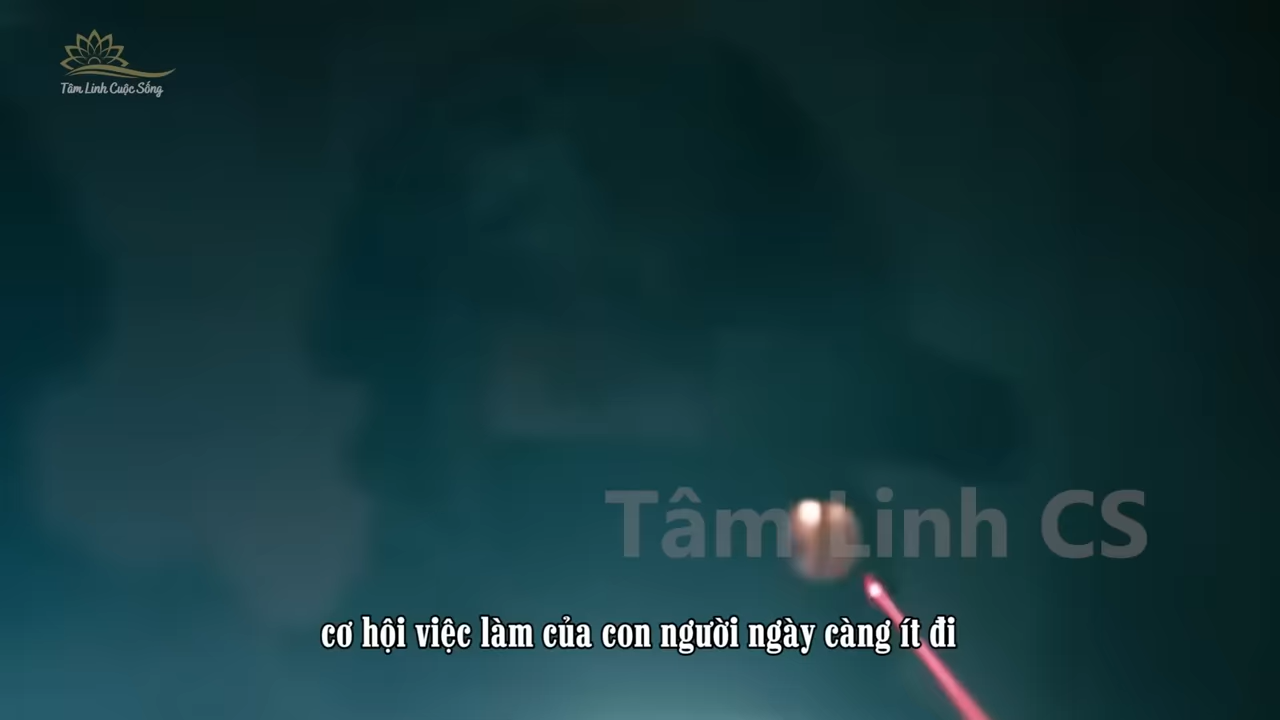 Tâm Linh Cuộc Sống
Tâm Linh CS
cơ hội việc làm của con người ngày càng ít đi